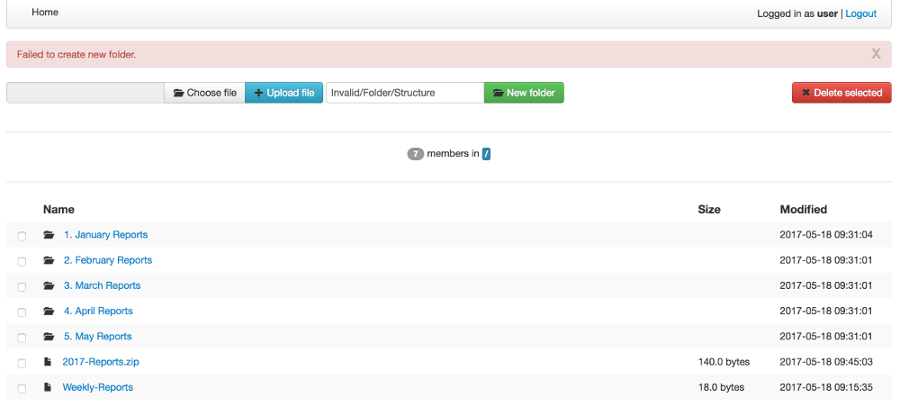 Home Logged in as user | Logout
Failed to create new folder. X
Choose file Upload file Invalid/Folder/Structure New folder Delete selected
7 members in /
Name Size Modified
1. January Reports 2017-05-18 09:31:04
2. February Reports 2017-05-18 09:31:01
3. March Reports 2017-05-18 09:31:01
4. April Reports 2017-05-18 09:31:01
5. May Reports 2017-05-18 09:31:01
2017-Reports.zip 140.0 bytes 2017-05-18 09:45:03
Weekly-Reports 18.0 bytes 2017-05-18 09:15:35